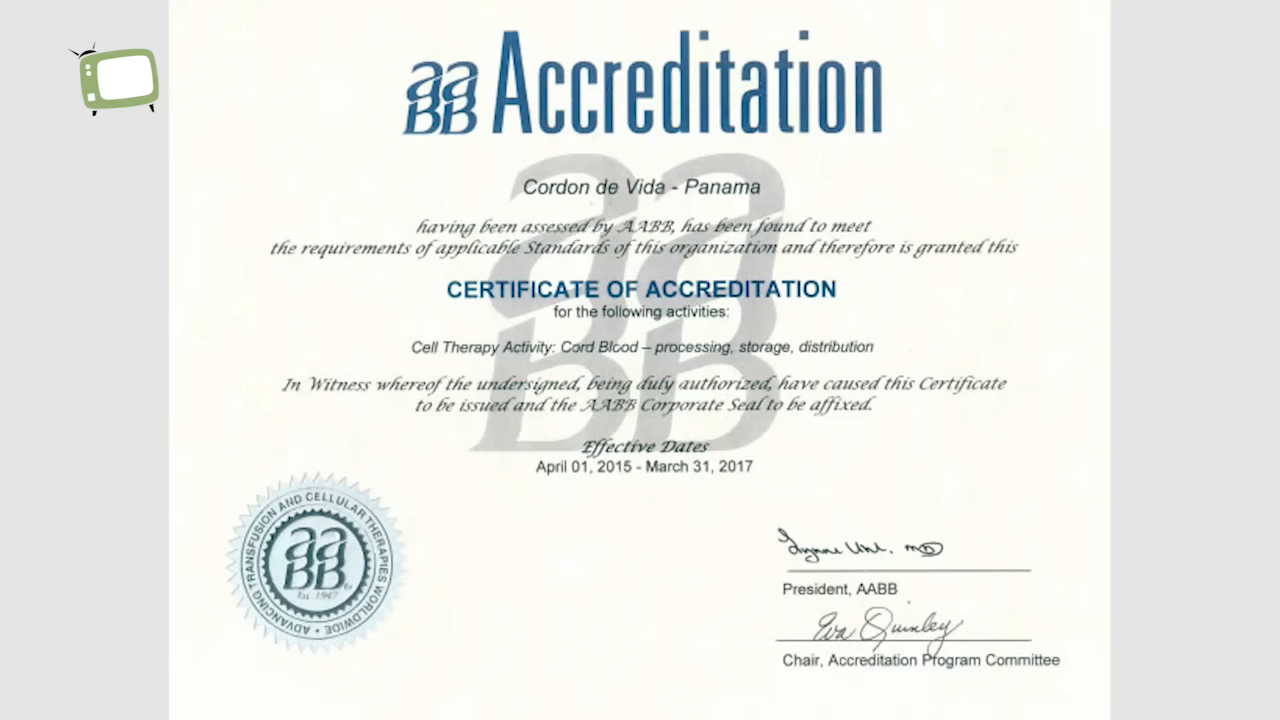 aaBB Accreditation
Cordon de Vida - Panama
having been assessed by AABB, has been found to meet
the requirements of applicable Standards of this organization and therefore is granted this
CERTIFICATE OF ACCREDITATION
for the following activities:
Cell Therapy Activity: Cord Blood – processing, storage, distribution
In Witness whereof the undersigned, being duly authorized, have caused this Certificate
to be issued and the AABB Corporate Seal to be affixed.
Effective Dates
April 01, 2015 - March 31, 2017
ADVANCING TRANSFUSION AND CELLULAR THERAPIES WORLDWIDE •
aaBB
Est. 1947
President, AABB
Eva Quinley
Chair, Accreditation Program Committee